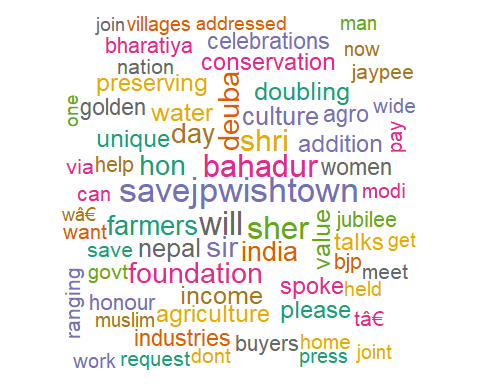 join villages addressed man
bharatiya celebrations now
nation conservation jaypee
preserving deuba doubling
one golden water culture agro wide
unique day shri addition pay
via help hon bahadur women
can savejpwishtown modi
wâ€ farmers will sher value jubilee
want talks get
save nepal sir india bjp
govt foundation spoke held meet
ranging honour income please
muslim agriculture tâ€
industries buyers home
work request dont press joint